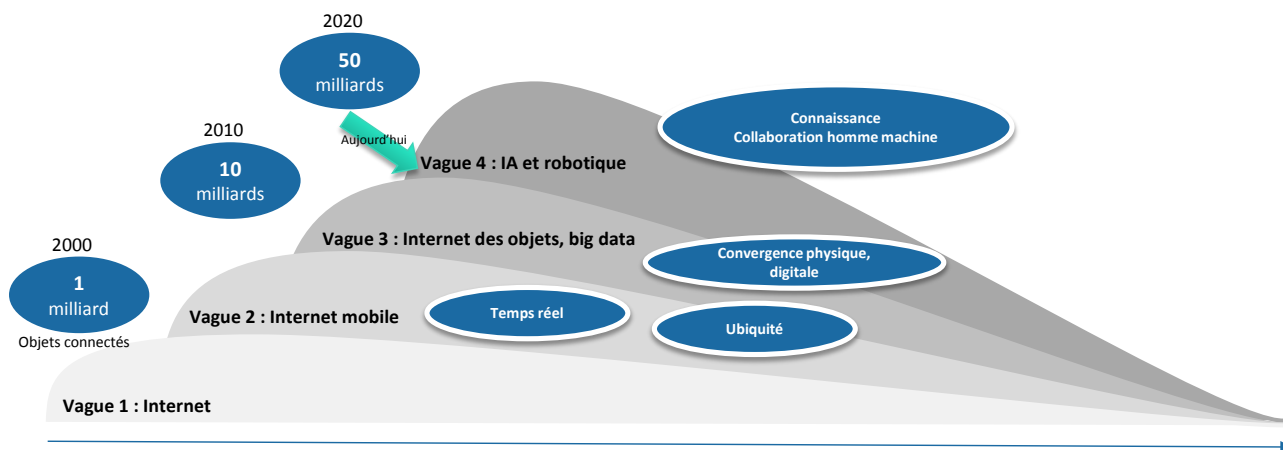 2020
50
milliards
Aujourd'hui
2010
10
milliards
2000
1
milliard
Objets connectés
Connaissance
Collaboration homme machine
Vague 4 : IA et robotique
Vague 3 : Internet des objets, big data
Convergence physique,
digitale
Vague 2 : Internet mobile
Temps réel
Ubiquité
Vague 1 : Internet